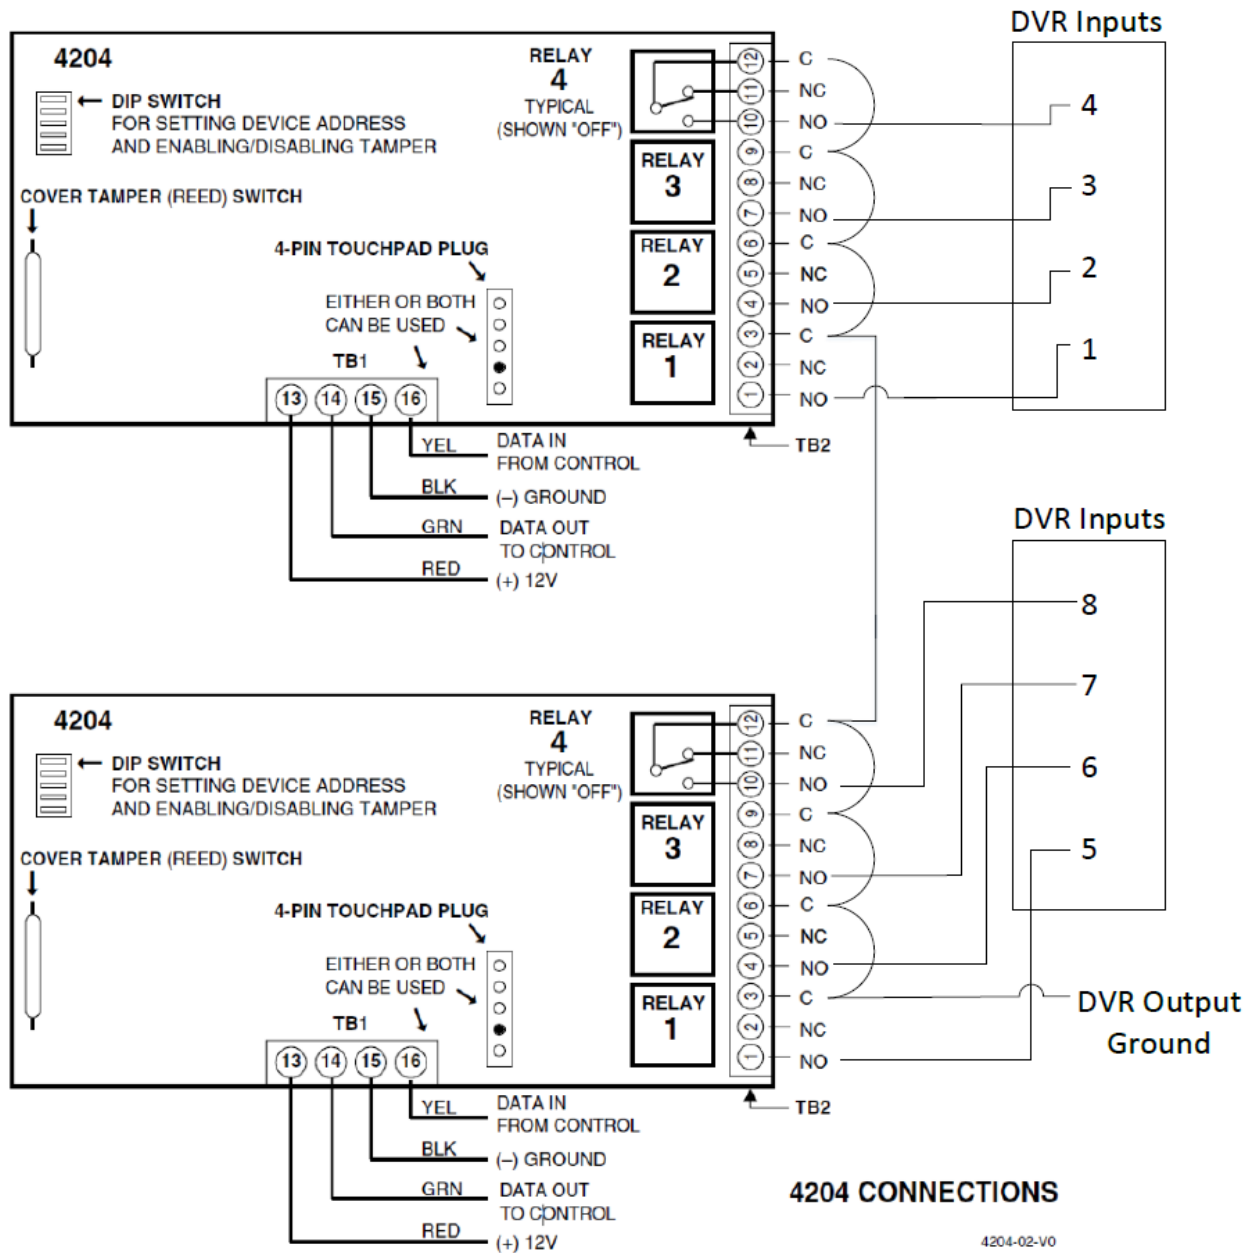 DVR Inputs
4204
RELAY
4
TYPICAL
(SHOWN "OFF")
DIP SWITCH
FOR SETTING DEVICE ADDRESS
AND ENABLING/DISABLING TAMPER
COVER TAMPER (REED) SWITCH
4-PIN TOUCHPAD PLUG
EITHER OR BOTH
CAN BE USED
TB1
RELAY
3
RELAY
2
RELAY
1
12 C
11 NC
10 NO
9 C
8 NC
7 NO
6 C
5 NC
4 NO
3 C
2 NC
1 NO
4
3
2
1
13 14 15 16
TB2
YEL DATA IN
FROM CONTROL
BLK (–) GROUND
GRN DATA OUT
TO CONTROL
RED (+) 12V
DVR Inputs
8
7
6
5
4204
RELAY
4
TYPICAL
(SHOWN "OFF")
DIP SWITCH
FOR SETTING DEVICE ADDRESS
AND ENABLING/DISABLING TAMPER
COVER TAMPER (REED) SWITCH
4-PIN TOUCHPAD PLUG
EITHER OR BOTH
CAN BE USED
TB1
RELAY
3
RELAY
2
RELAY
1
12 C
11 NC
10 NO
9 C
8 NC
7 NO
6 C
5 NC
4 NO
3 C
2 NC
1 NO
DVR Output
Ground
13 14 15 16
TB2
YEL DATA IN
FROM CONTROL
BLK (–) GROUND
GRN DATA OUT
TO CONTROL
RED (+) 12V
4204 CONNECTIONS
4204-02-V0